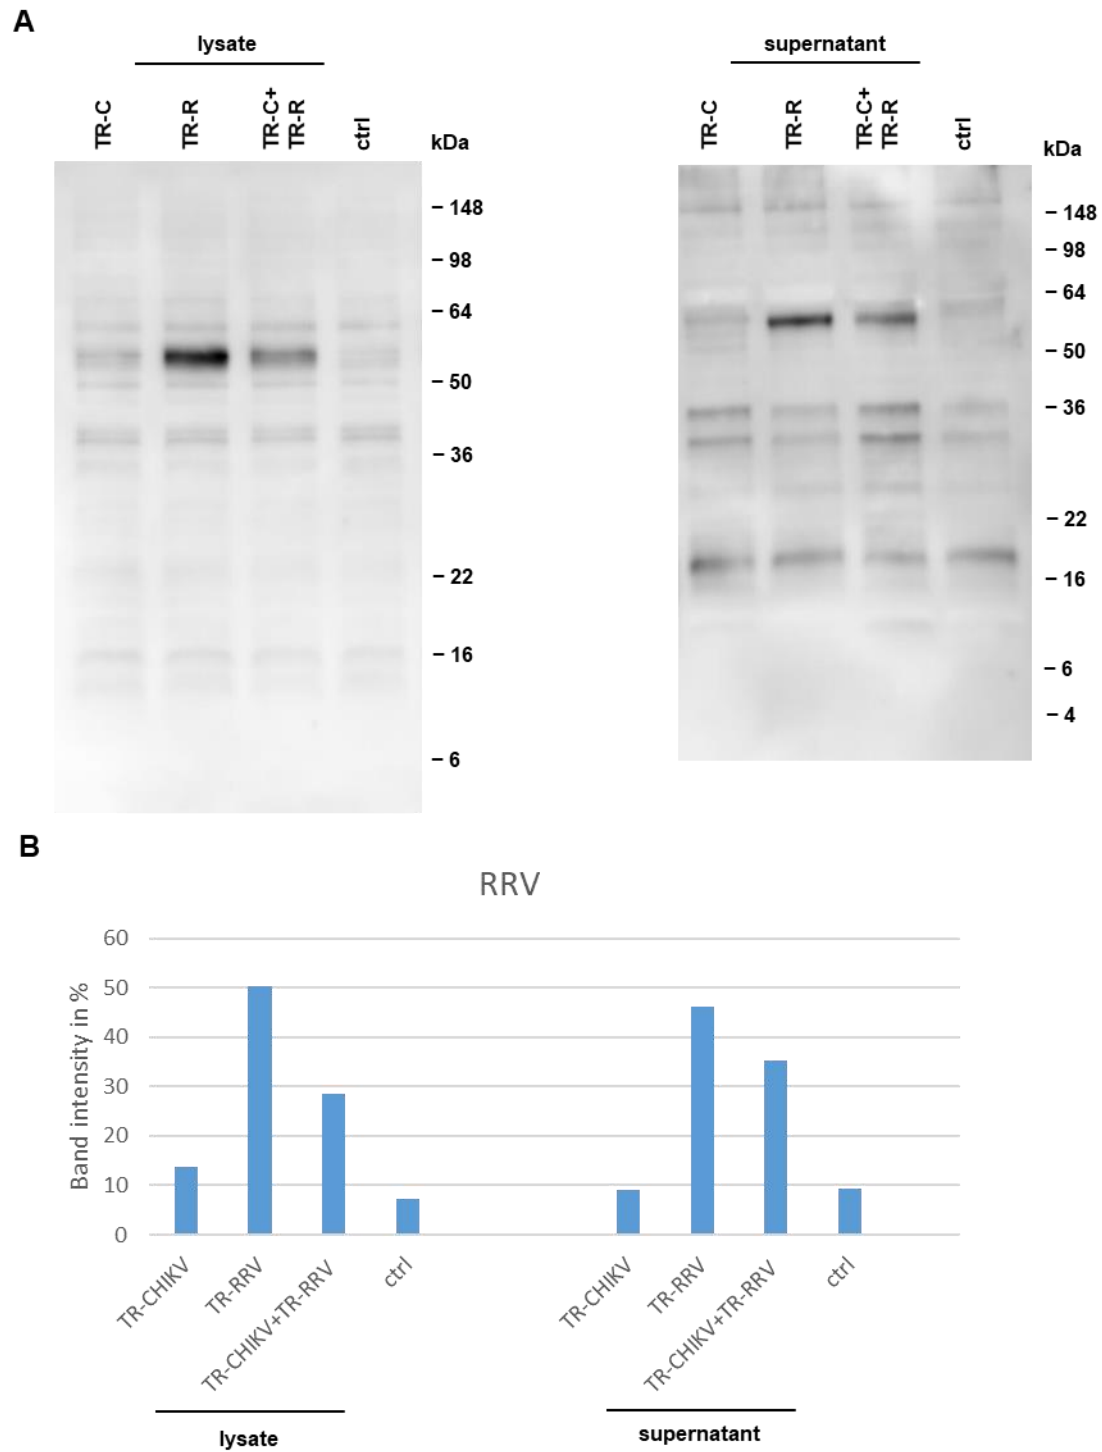 A
lysate
supernatant
TR-C
TR-R
TR-C+
TR-R
ctrl
kDa
TR-C
TR-R
TR-C+
TR-R
ctrl
kDa
– 148
– 98
– 64
– 50
– 36
– 22
– 16
– 6
– 148
– 98
– 64
– 50
– 36
– 22
– 16
– 6
– 4
B
RRV
Band intensity in %
60
50
40
30
20
10
0
TR-CHIKV
TR-RRV
TR-CHIKV+TR-RRV
ctrl
TR-CHIKV
TR-RRV
TR-CHIKV+TR-RRV
ctrl
lysate
supernatant